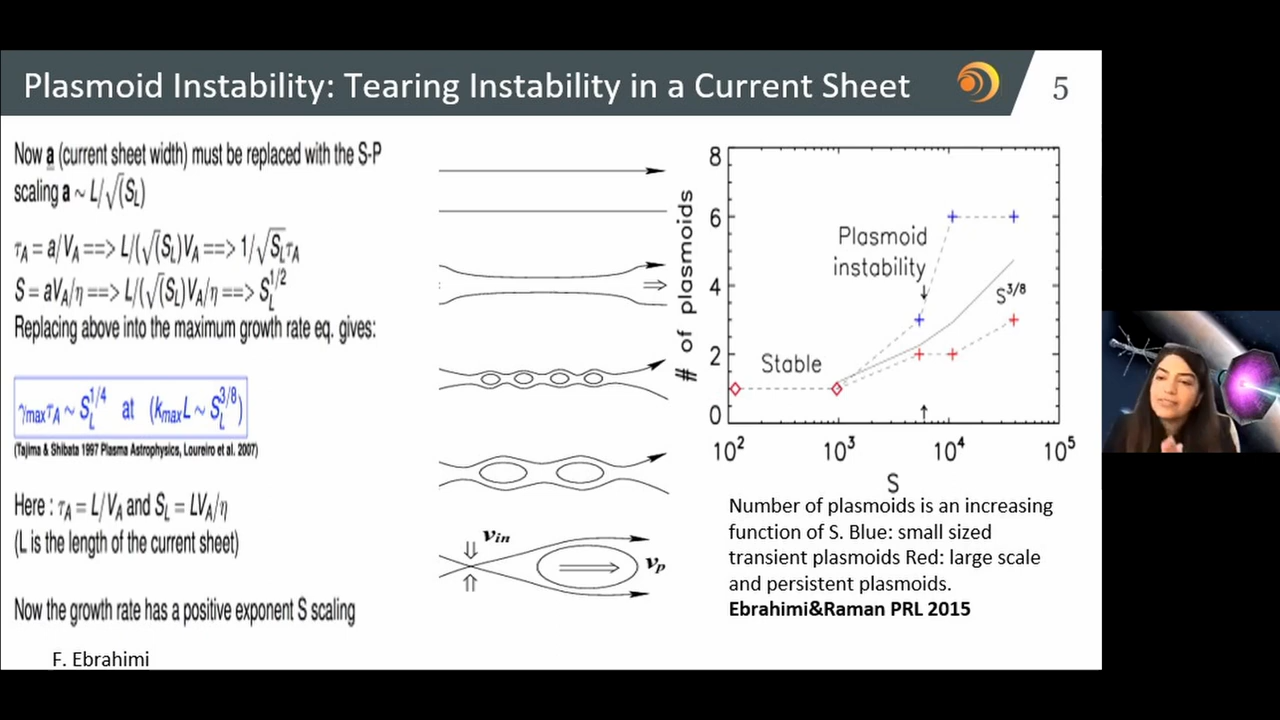 Plasmoid Instability: Tearing Instability in a Current Sheet
5
Now a (current sheet width) must be replaced with the S-P
scaling a ~ L/√(S_L)
τ_A = a/V_A ==> L/(√(S_L)V_A ==> 1/√S_L τ_A
S = aV_A/η ==> L/(√(S_L)V_A/η ==> S_L^{1/2}
Replacing above into the maximum growth rate eq. gives:
γ_max τ_A ~ S_L^{1/4} at (k_max L ~ S_L^{3/8})
(Tajima & Shibata 1997 Plasma Astrophysics, Loureiro et al. 2007)
Here : τ_A = L/V_A and S_L = LV_A/η
(L is the length of the current sheet)
Now the growth rate has a positive exponent S scaling
F. Ebrahimi
v_in
v_p
# of plasmoids
8
6
4
2
0
Plasmoid
instability
S^{3/8}
Stable
10^2 10^3 10^4 10^5
S
Number of plasmoids is an increasing
function of S. Blue: small sized
transient plasmoids Red: large scale
and persistent plasmoids.
Ebrahimi&Raman PRL 2015